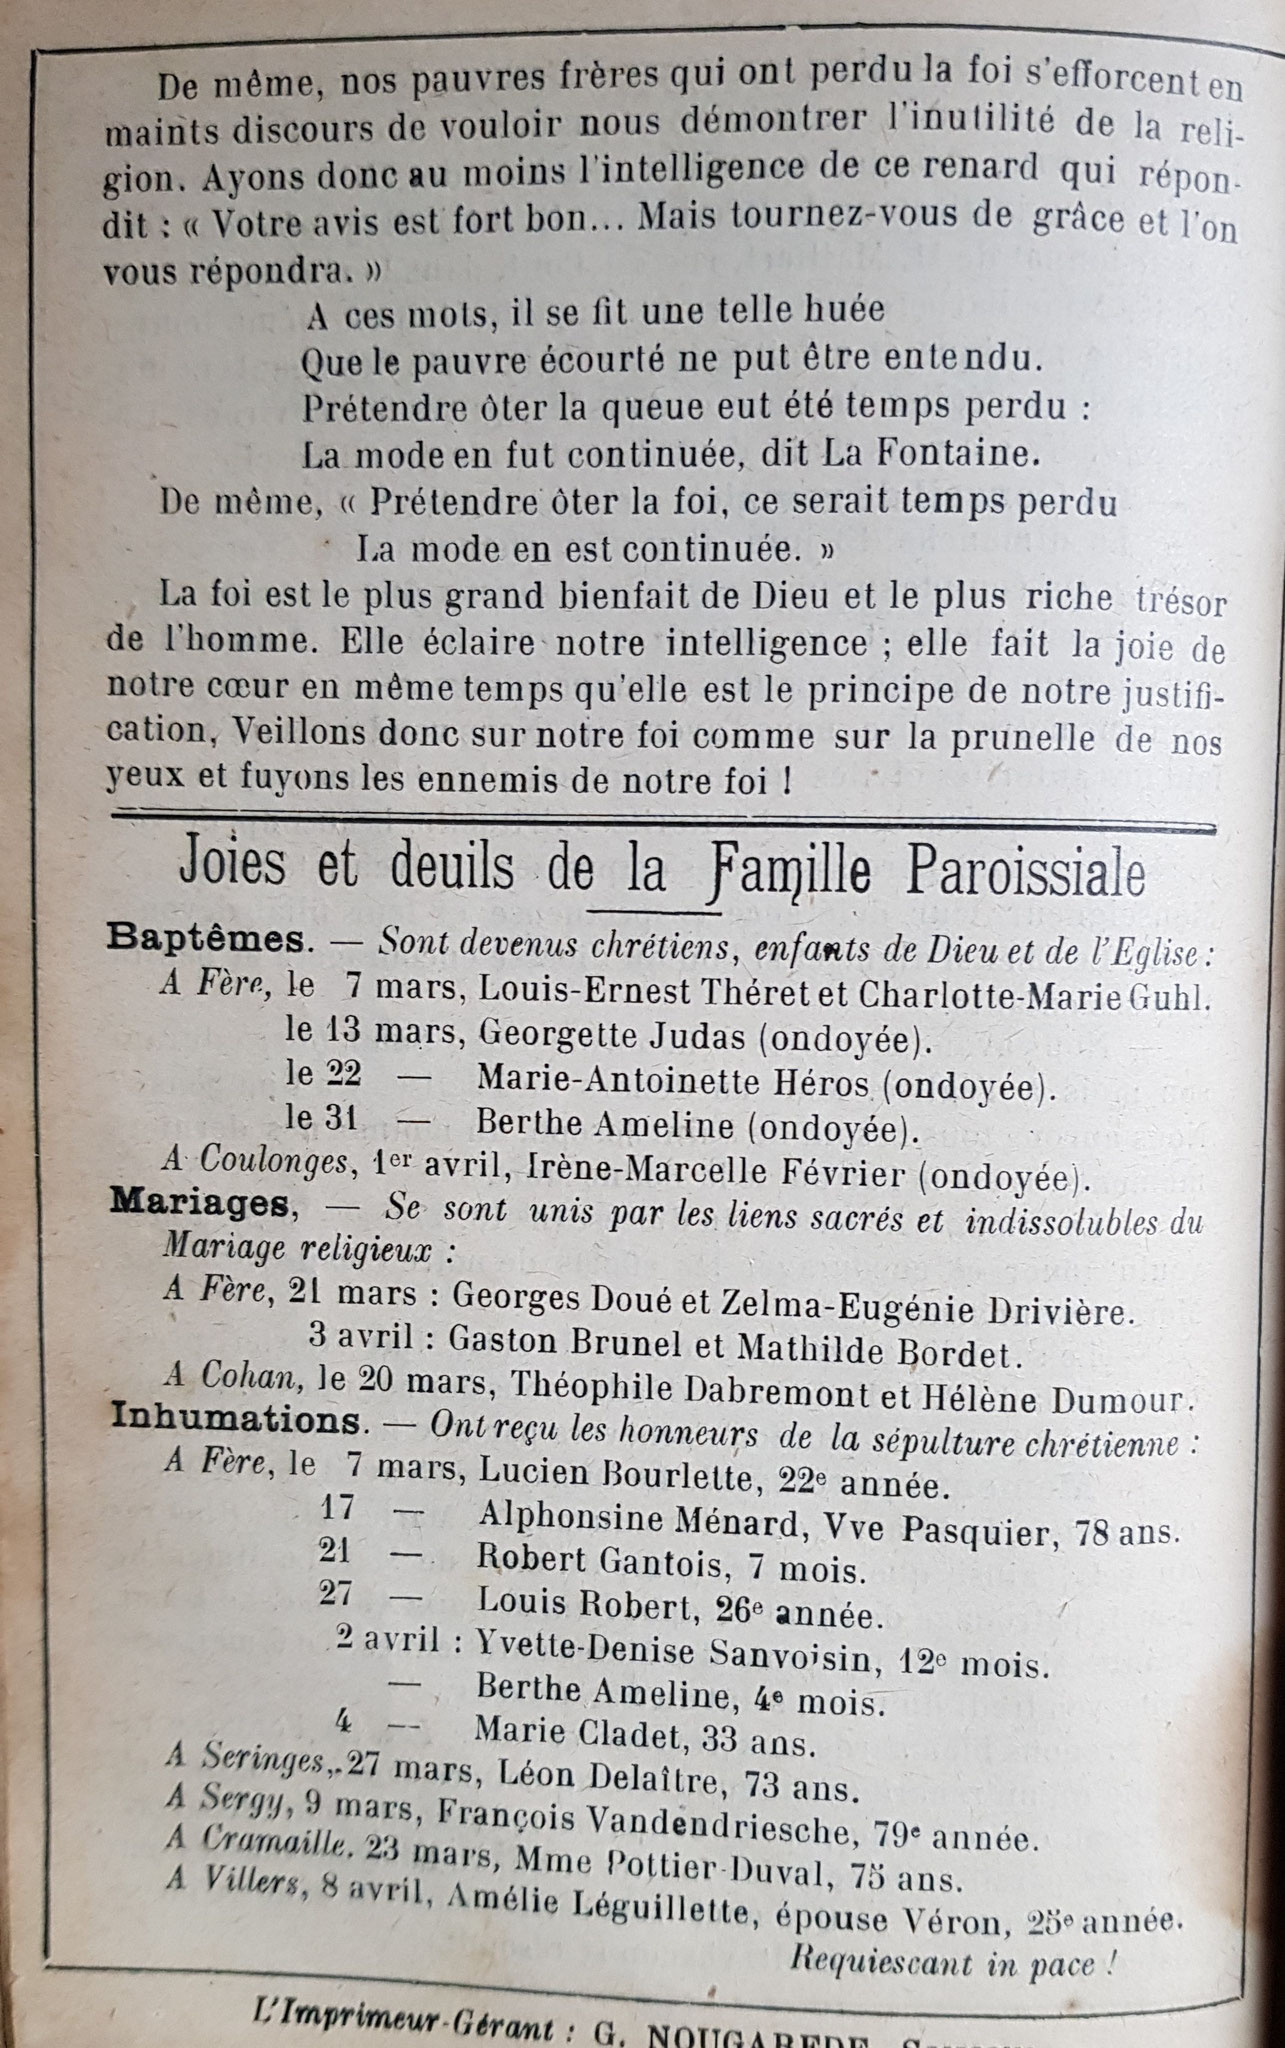 De même, nos pauvres frères qui ont perdu la foi s'efforcent en
maints discours de vouloir nous démontrer l'inutilité de la reli-
gion. Ayons donc au moins l'intelligence de ce renard qui répon-
dit : « Votre avis est fort bon... Mais tournez-vous de grâce et l'on
vous répondra. »
A ces mots, il se fit une telle huée
Que le pauvre écourté ne put être entendu.
Prétendre ôter la queue eut été temps perdu :
La mode en fut continuée, dit La Fontaine.
De même, « Prétendre ôter la foi, ce serait temps perdu
La mode en est continuée. »
La foi est le plus grand bienfait de Dieu et le plus riche trésor
de l'homme. Elle éclaire notre intelligence ; elle fait la joie de
notre cœur en même temps qu'elle est le principe de notre justifi-
cation, Veillons donc sur notre foi comme sur la prunelle de nos
yeux et fuyons les ennemis de notre foi !
Joies et deuils de la Famille Paroissiale
Baptêmes. — Sont devenus chrétiens, enfants de Dieu et de l'Eglise :
A Fère, le 7 mars, Louis-Ernest Théret et Charlotte-Marie Guhl.
le 13 mars, Georgette Judas (ondoyée).
le 22 — Marie-Antoinette Héros (ondoyée).
le 31 — Berthe Ameline (ondoyée).
A Coulonges, 1er avril, Irène-Marcelle Février (ondoyée).
Mariages, — Se sont unis par les liens sacrés et indissolubles du
Mariage religieux :
A Fère, 21 mars : Georges Doué et Zelma-Eugénie Drivière.
3 avril : Gaston Brunel et Mathilde Bordet.
A Cohan, le 20 mars, Théophile Dabremont et Hélène Dumour.
Inhumations. — Ont reçu les honneurs de la sépulture chrétienne :
A Fère, le 7 mars, Lucien Bourlette, 22e année.
17 — Alphonsine Ménard, Vve Pasquier, 78 ans.
21 — Robert Gantois, 7 mois.
27 — Louis Robert, 26e année.
2 avril : Yvette-Denise Sanvoisin, 12e mois.
— Berthe Ameline, 4e mois.
4 — Marie Cladet, 33 ans.
A Seringes, 27 mars, Léon Delaître, 73 ans.
A Sergy, 9 mars, François Vandendriesche, 79e année.
A Cramaille. 23 mars, Mme Pottier-Duval, 75 ans.
A Villers, 8 avril, Amélie Léguillette, épouse Véron, 25e année.
Requiescant in pace !
L'Imprimeur-Gérant : G. NOUGAREDE